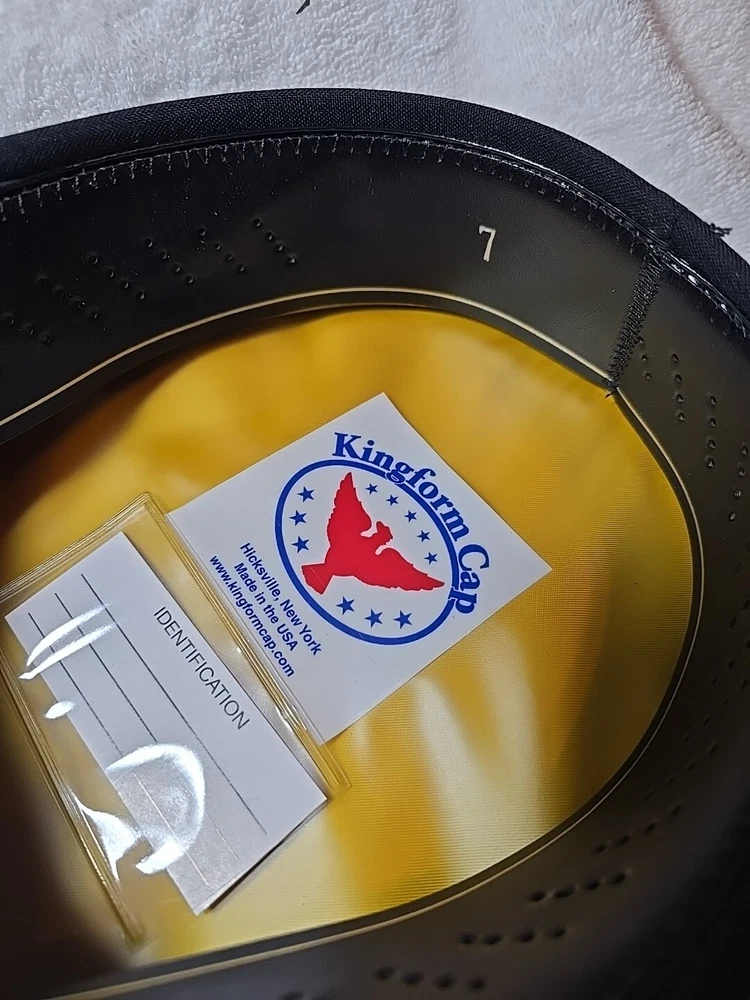 7
Kingform Cap
Hicksville, New York
Made in the USA
www.kingformcap.com
IDENTIFICATION